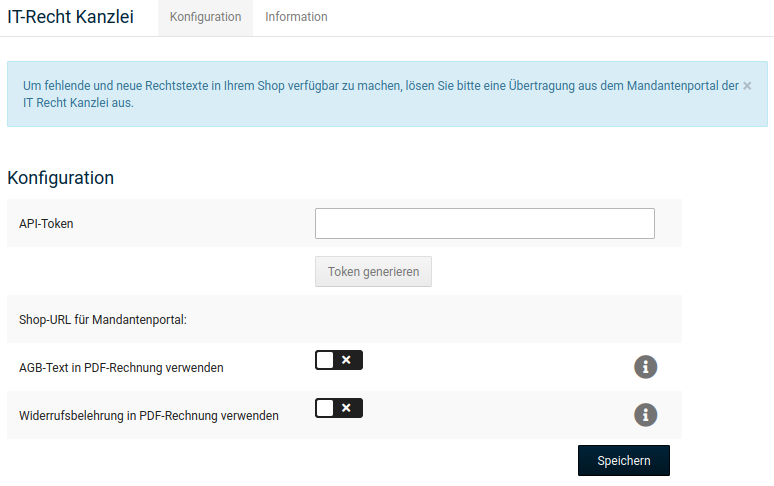 IT-Recht Kanzlei
Konfiguration
Information
Um fehlende und neue Rechtstexte in Ihrem Shop verfügbar zu machen, lösen Sie bitte eine Übertragung aus dem Mandantenportal der
IT Recht Kanzlei aus.
Konfiguration
API-Token
Token generieren
Shop-URL für Mandantenportal:
AGB-Text in PDF-Rechnung verwenden
Widerrufsbelehrung in PDF-Rechnung verwenden
Speichern